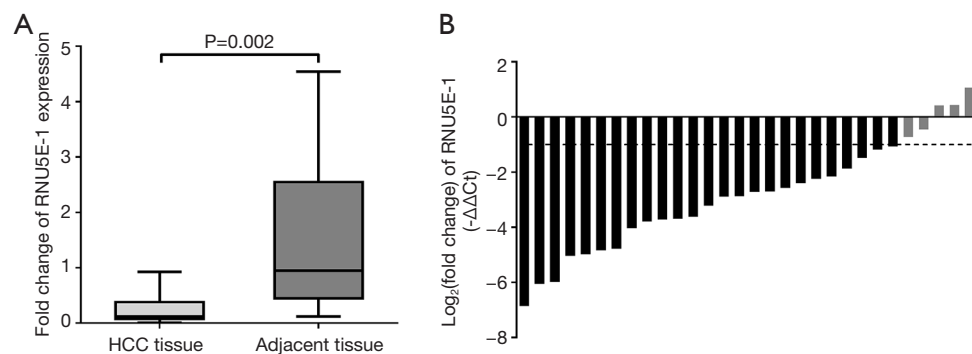 A
P=0.002
Fold change of RNU5E-1 expression
5
4
3
2
1
0
HCC tissue
Adjacent tissue
B
Log₂(fold change) of RNU5E-1
(-ΔΔCt)
2
0
−2
−4
−6
−8